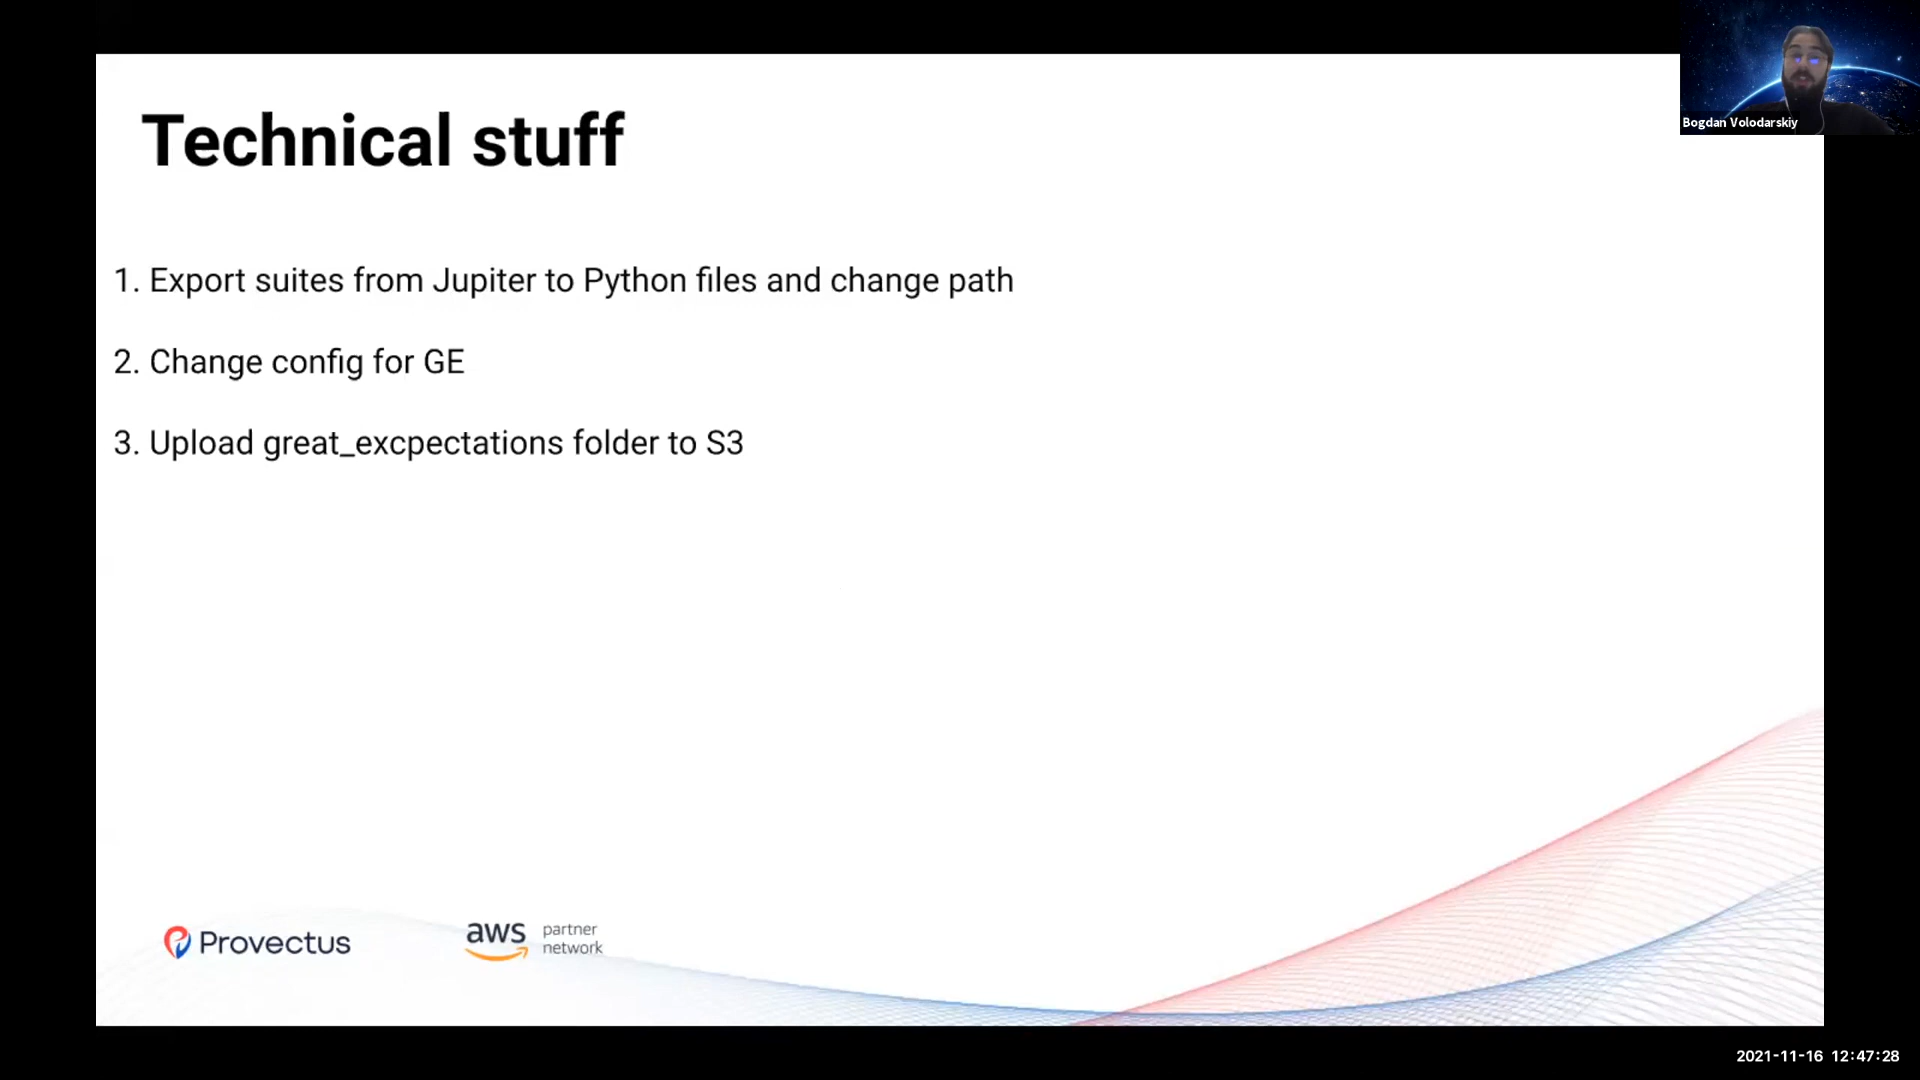 Bogdan Volodarskiy
Technical stuff
1. Export suites from Jupiter to Python files and change path
2. Change config for GE
3. Upload great_excpectations folder to S3
Provectus
aws partner network
2021-11-16 12:47:28